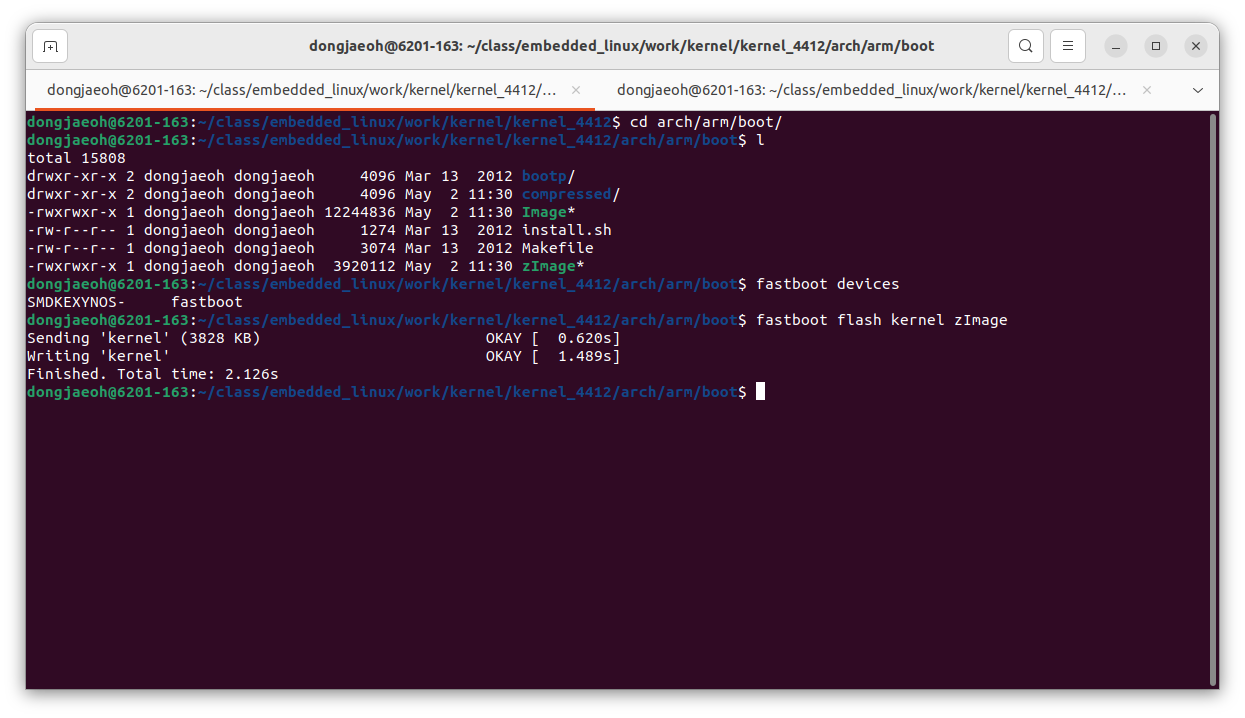 dongjaeoh@6201-163: ~/class/embedded_linux/work/kernel/kernel_4412/arch/arm/boot
dongjaeoh@6201-163: ~/class/embedded_linux/work/kernel/kernel_4412/...
dongjaeoh@6201-163: ~/class/embedded_linux/work/kernel/kernel_4412/...
dongjaeoh@6201-163:~/class/embedded_linux/work/kernel/kernel_4412$ cd arch/arm/boot/
dongjaeoh@6201-163:~/class/embedded_linux/work/kernel/kernel_4412/arch/arm/boot$ l
total 15808
drwxr-xr-x 2 dongjaeoh dongjaeoh     4096 Mar 13  2012 bootp/
drwxr-xr-x 2 dongjaeoh dongjaeoh     4096 May  2 11:30 compressed/
-rwxrwxr-x 1 dongjaeoh dongjaeoh 12244836 May  2 11:30 Image*
-rw-r--r-- 1 dongjaeoh dongjaeoh     1274 Mar 13  2012 install.sh
-rw-r--r-- 1 dongjaeoh dongjaeoh     3074 Mar 13  2012 Makefile
-rwxrwxr-x 1 dongjaeoh dongjaeoh  3920112 May  2 11:30 zImage*
dongjaeoh@6201-163:~/class/embedded_linux/work/kernel/kernel_4412/arch/arm/boot$ fastboot devices
SMDKEXYNOS-     fastboot
dongjaeoh@6201-163:~/class/embedded_linux/work/kernel/kernel_4412/arch/arm/boot$ fastboot flash kernel zImage
Sending 'kernel' (3828 KB)                         OKAY [  0.620s]
Writing 'kernel'                                   OKAY [  1.489s]
Finished. Total time: 2.126s
dongjaeoh@6201-163:~/class/embedded_linux/work/kernel/kernel_4412/arch/arm/boot$